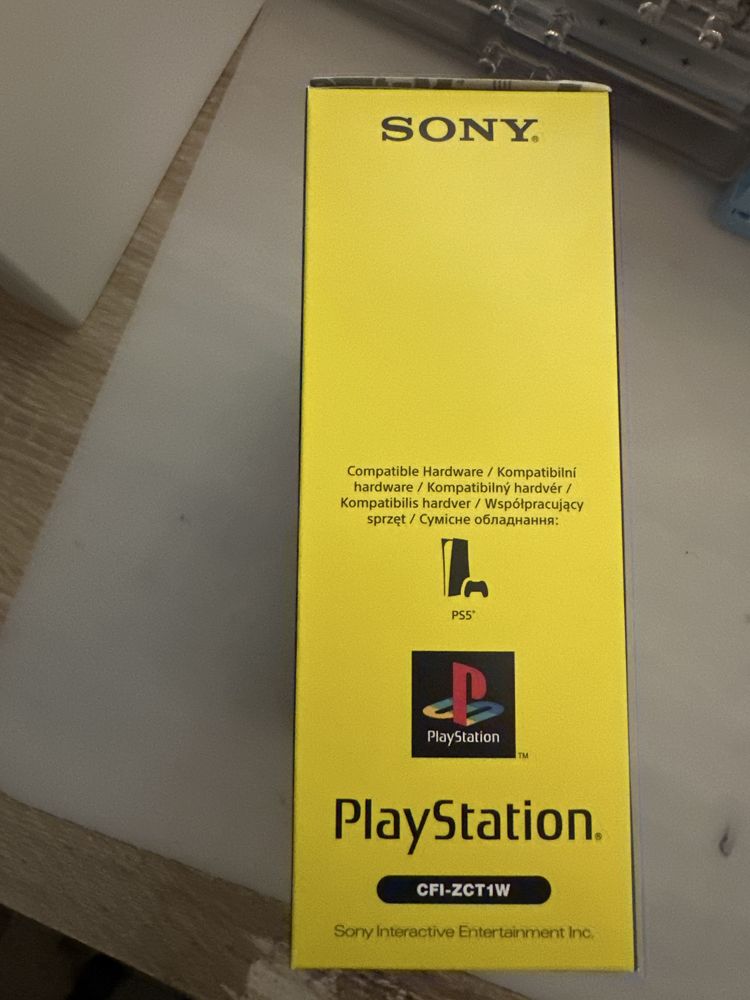 SONY®
Compatible Hardware / Kompatibilní
hardware / Kompatibilný hardvér /
Kompatibilis hardver / Współpracujący
sprzęt / Сумісне обладнання:
PS5®
PlayStation
TM
PlayStation®
CFI-ZCT1W
Sony Interactive Entertainment Inc.